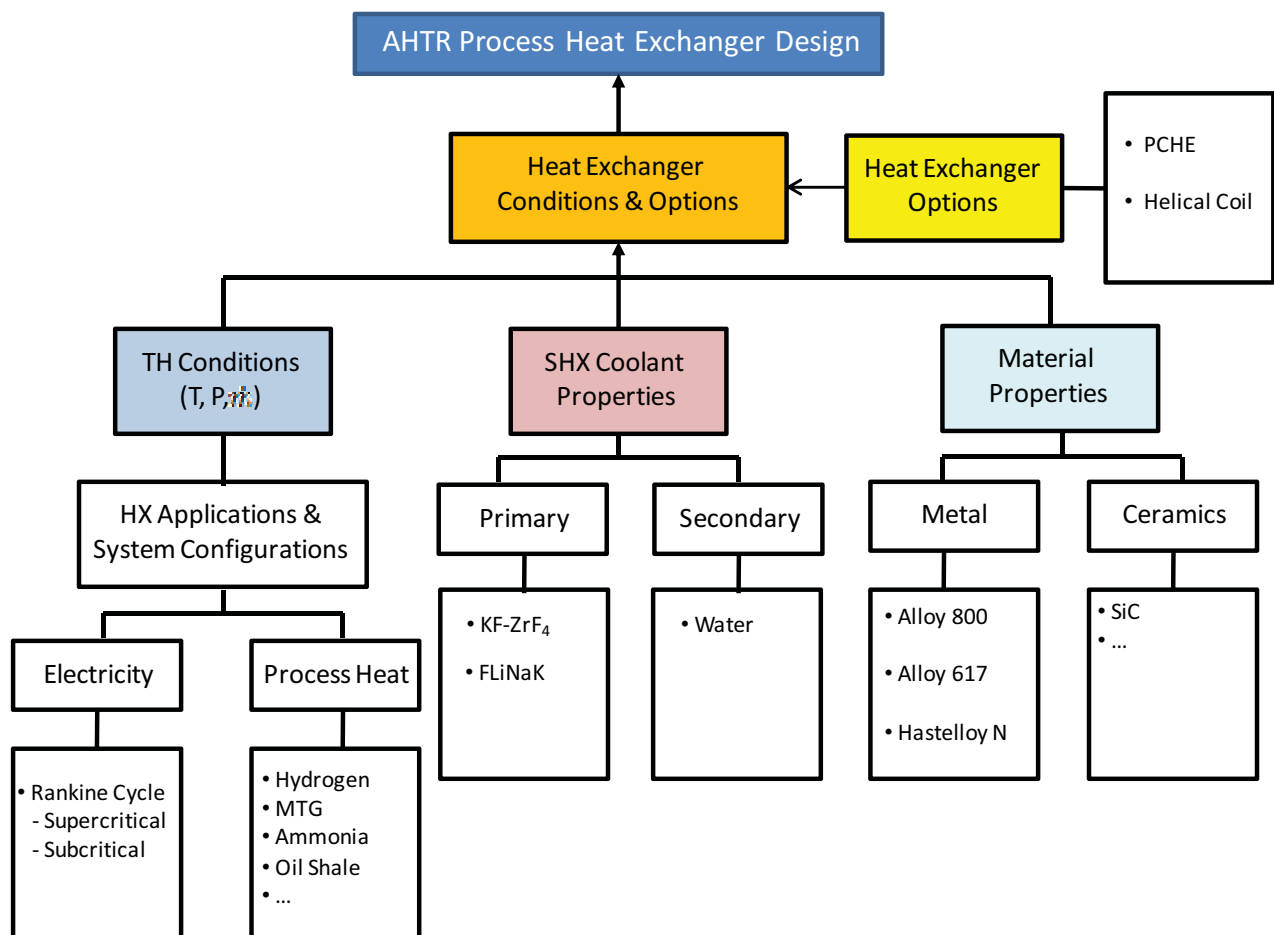 AHTR Process Heat Exchanger Design
Heat Exchanger
Conditions & Options
Heat Exchanger
Options
• PCHE
• Helical Coil
TH Conditions
(T, P, ṁ)
SHX Coolant
Properties
Material
Properties
HX Applications &
System Configurations
Primary
Secondary
Metal
Ceramics
• KF-ZrF₄
• FLiNaK
• Water
• Alloy 800
• Alloy 617
• Hastelloy N
• SiC
• ...
Electricity
Process Heat
• Rankine Cycle
- Supercritical
- Subcritical
• Hydrogen
• MTG
• Ammonia
• Oil Shale
• ...